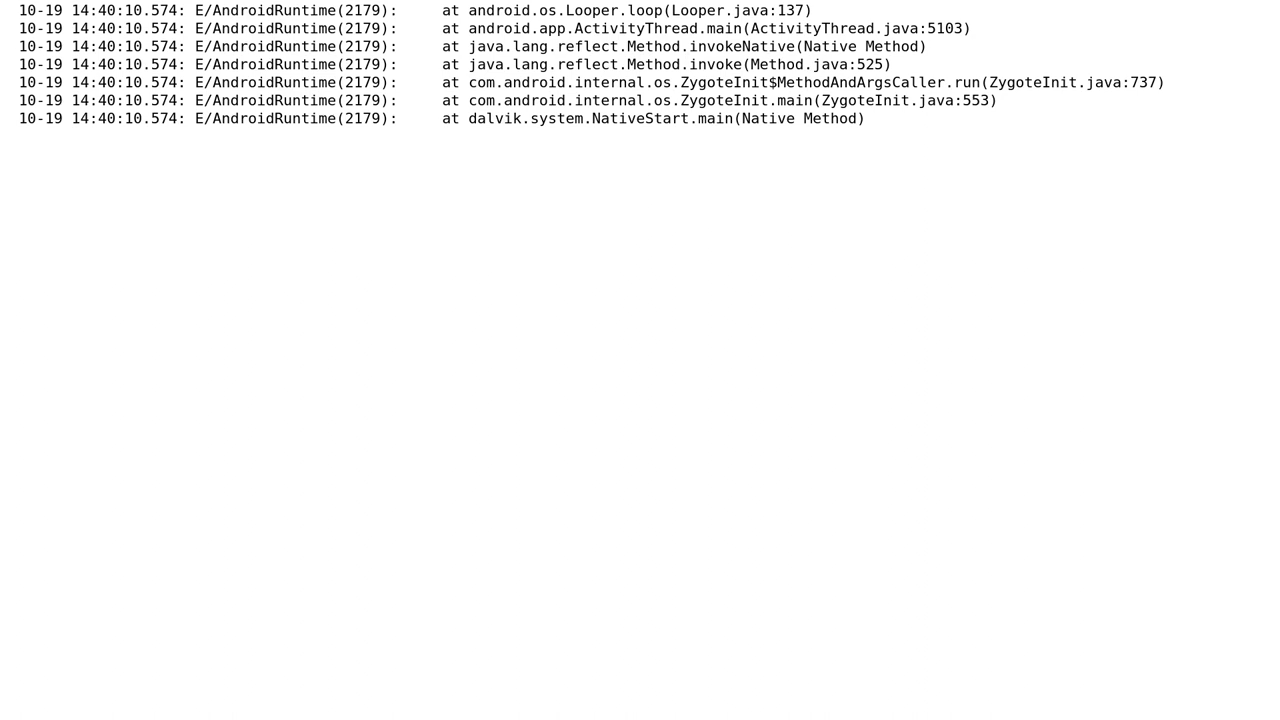 10-19 14:40:10.574: E/AndroidRuntime(2179):     at android.os.Looper.loop(Looper.java:137)
10-19 14:40:10.574: E/AndroidRuntime(2179):     at android.app.ActivityThread.main(ActivityThread.java:5103)
10-19 14:40:10.574: E/AndroidRuntime(2179):     at java.lang.reflect.Method.invokeNative(Native Method)
10-19 14:40:10.574: E/AndroidRuntime(2179):     at java.lang.reflect.Method.invoke(Method.java:525)
10-19 14:40:10.574: E/AndroidRuntime(2179):     at com.android.internal.os.ZygoteInit$MethodAndArgsCaller.run(ZygoteInit.java:737)
10-19 14:40:10.574: E/AndroidRuntime(2179):     at com.android.internal.os.ZygoteInit.main(ZygoteInit.java:553)
10-19 14:40:10.574: E/AndroidRuntime(2179):     at dalvik.system.NativeStart.main(Native Method)